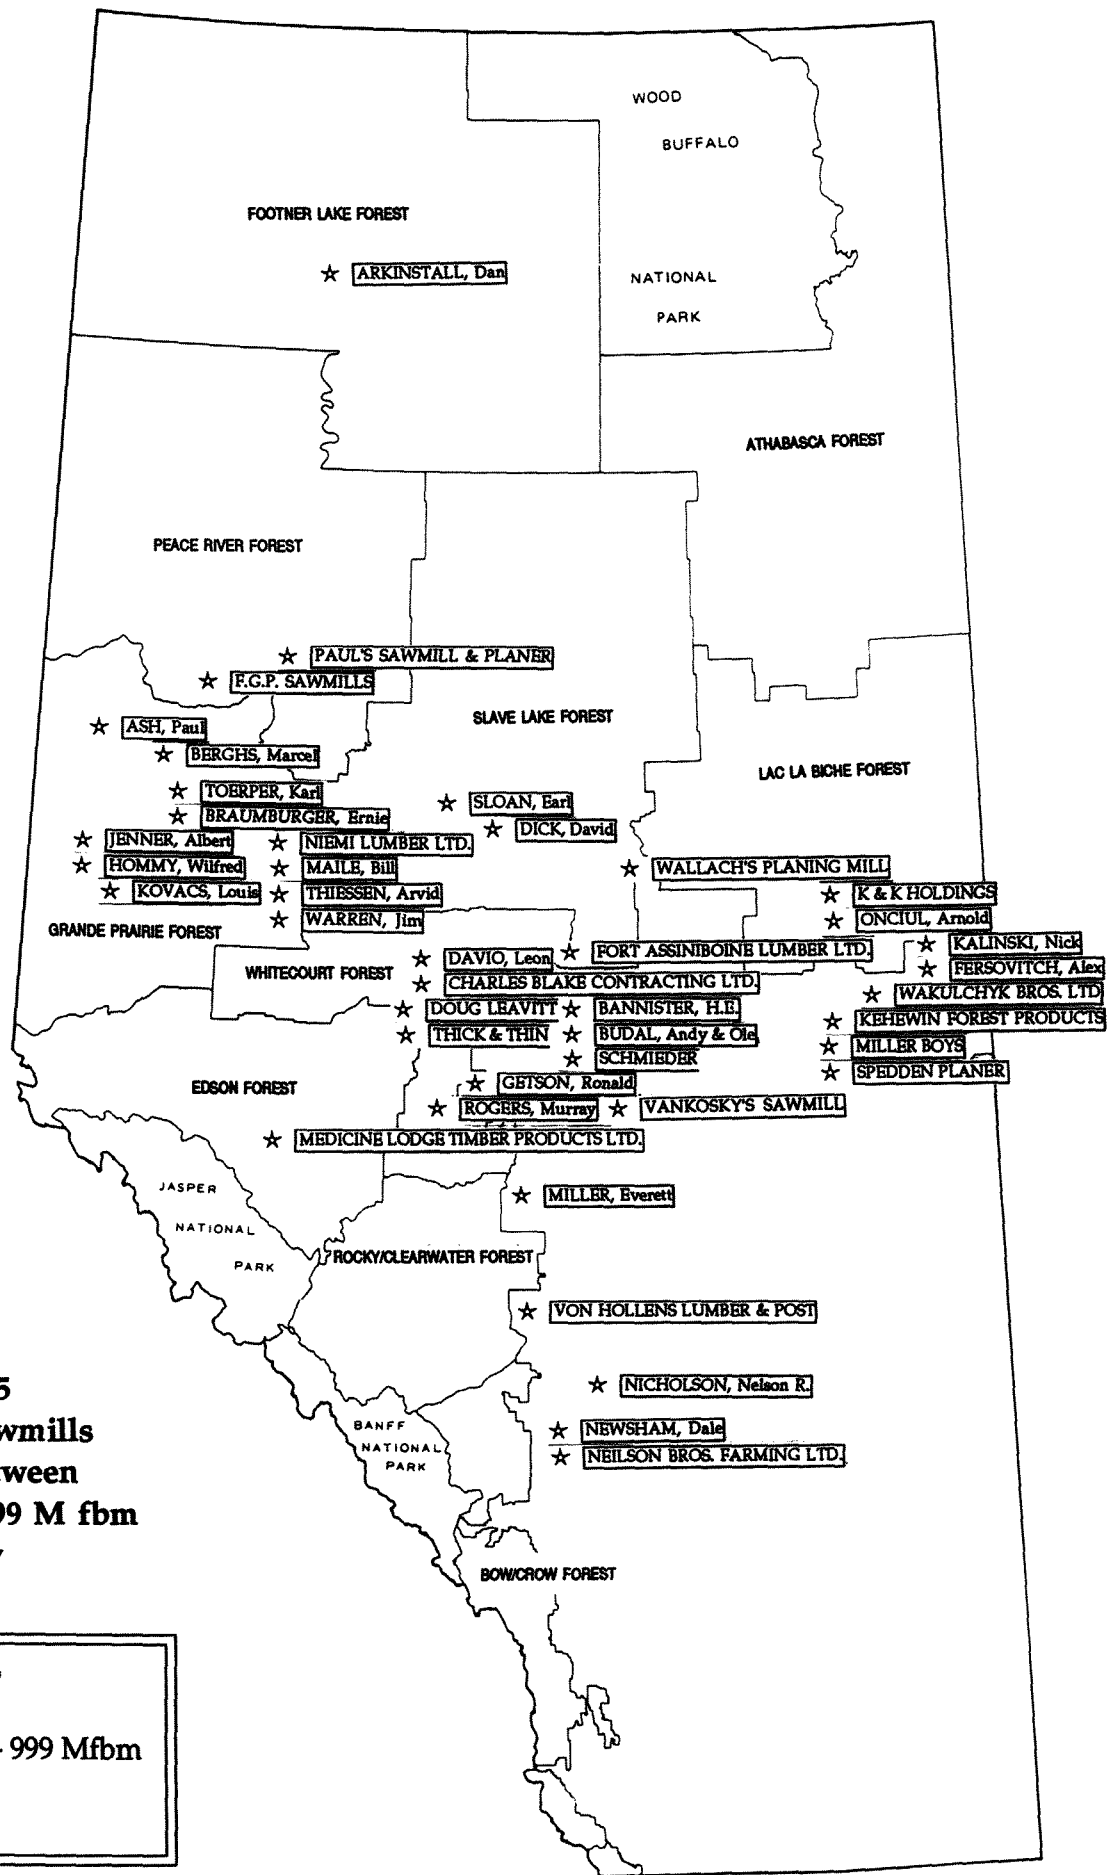 WOOD
BUFFALO
FOOTNER LAKE FOREST
ARKINSTALL, Dan
NATIONAL
PARK
ATHABASCA FOREST
PEACE RIVER FOREST
PAUL'S SAWMILL & PLANER
F.G.P. SAWMILLS
SLAVE LAKE FOREST
ASH, Paul
BERGHS, Marcel
LAC LA BICHE FOREST
TOERPER, Karl
SLOAN, Earl
BRAUMBURGER, Ernie
DICK, David
JENNER, Albert
NIEMI LUMBER LTD.
HOMMY, Wilfred
MAILE, Bill
WALLACH'S PLANING MILL
KOVACS, Louis
THIESSEN, Arvid
K & K HOLDINGS
WARREN, Jim
ONCIUL, Arnold
GRANDE PRAIRIE FOREST
KALINSKI, Nick
DAVIO, Leon
FORT ASSINIBOINE LUMBER LTD.
FERSOVITCH, Alex
WHITECOURT FOREST
CHARLES BLAKE CONTRACTING LTD.
WAKULCHYK BROS. LTD
DOUG LEAVITT
BANNISTER, H.E.
KEHEWIN FOREST PRODUCTS
THICK & THIN
BUDAL, Andy & Ole
MILLER BOYS
SCHMIEDER
SPEDDEN PLANER
EDSON FOREST
GETSON, Ronald
ROGERS, Murray
VANKOSKY'S SAWMILL
MEDICINE LODGE TIMBER PRODUCTS LTD.
JASPER
NATIONAL
PARK
MILLER, Everett
ROCKY/CLEARWATER FOREST
VON HOLLENS LUMBER & POST
NICHOLSON, Nelson R.
BANFF
NATIONAL
PARK
NEWSHAM, Dale
NEILSON BROS. FARMING LTD.
5
wmills
tween
99 M fbm
BOW/CROW FOREST
- 999 Mfbm